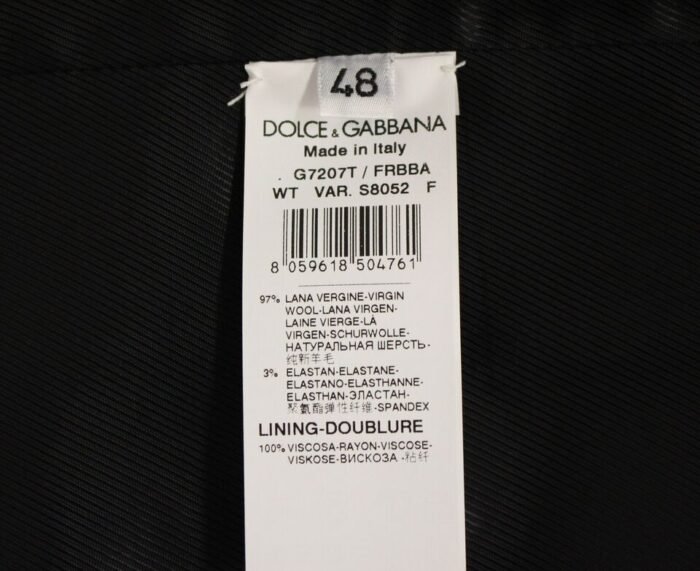 48
DOLCE & GABBANA
Made in Italy
. G7207T / FRBBA
WT VAR. S8052 F
8 059618 504761
97% LANA VERGINE-VIRGIN
WOOL-LANA VIRGEN-
LAINE VIERGE-LÀ
VIRGEN-SCHURWOLLE-
НАТУРАЛЬНАЯ ШЕРСТЬ-
纯新羊毛
3% ELASTAN-ELASTANE-
ELASTANO-ELASTHANNE-
ELASTHAN-ЭЛАСТАН-
聚氨酯弹性纤维-SPANDEX
LINING-DOUBLURE
100% VISCOSA-RAYON-VISCOSE-
VISKOSE-ВИСКОЗА -粘纤